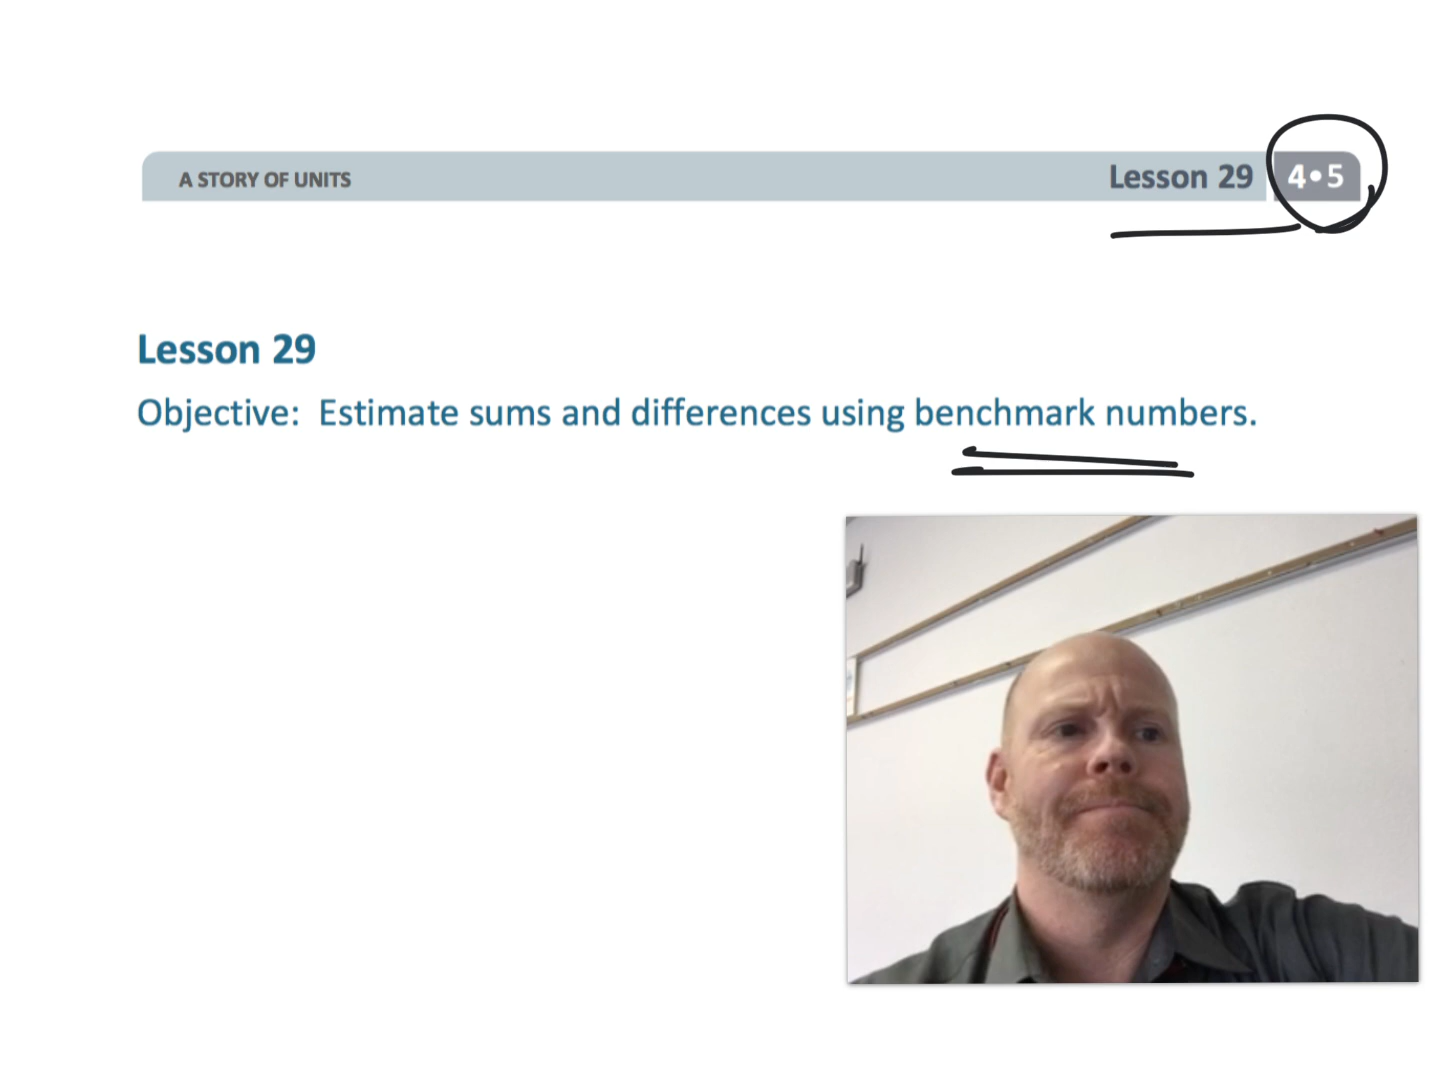 A STORY OF UNITS Lesson 29 4•5
Lesson 29
Objective: Estimate sums and differences using benchmark numbers.